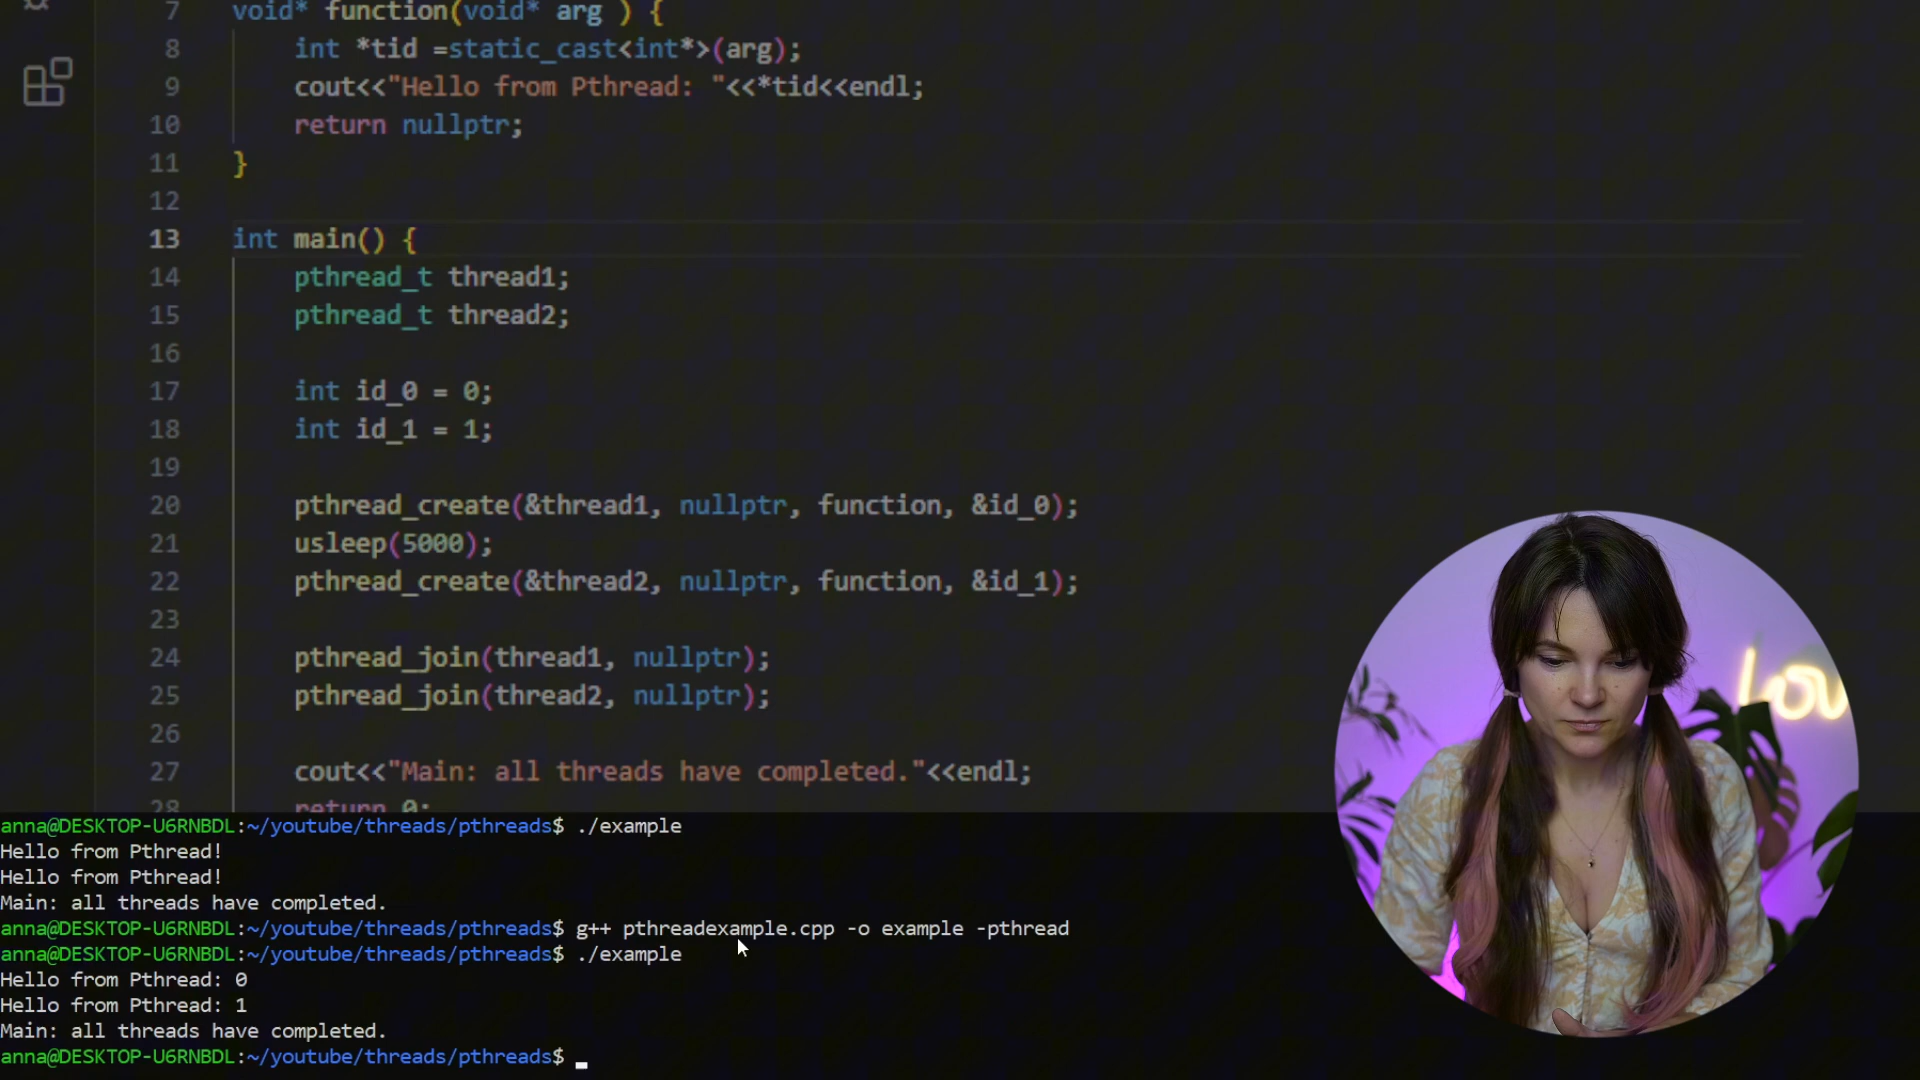 7 void* function(void* arg ) {
8 int *tid =static_cast<int*>(arg);
9 cout<<"Hello from Pthread: "<<*tid<<endl;
10 return nullptr;
11 }
12
13 int main() {
14 pthread_t thread1;
15 pthread_t thread2;
16
17 int id_0 = 0;
18 int id_1 = 1;
19
20 pthread_create(&thread1, nullptr, function, &id_0);
21 usleep(5000);
22 pthread_create(&thread2, nullptr, function, &id_1);
23
24 pthread_join(thread1, nullptr);
25 pthread_join(thread2, nullptr);
26
27 cout<<"Main: all threads have completed."<<endl;
28 return 0;
anna@DESKTOP-U6RNBDL:~/youtube/threads/pthreads$ ./example
Hello from Pthread!
Hello from Pthread!
Main: all threads have completed.
anna@DESKTOP-U6RNBDL:~/youtube/threads/pthreads$ g++ pthreadexample.cpp -o example -pthread
anna@DESKTOP-U6RNBDL:~/youtube/threads/pthreads$ ./example
Hello from Pthread: 0
Hello from Pthread: 1
Main: all threads have completed.
anna@DESKTOP-U6RNBDL:~/youtube/threads/pthreads$
Lov